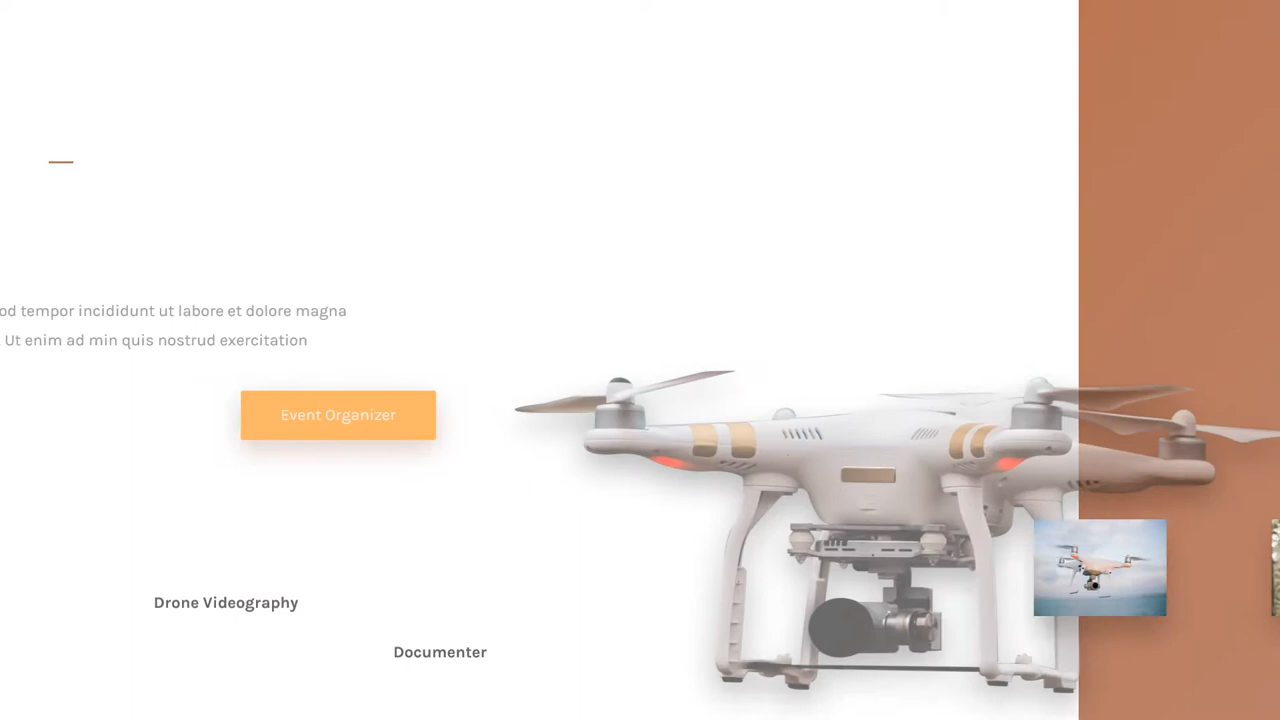 od tempor incididunt ut labore et dolore magna
. Ut enim ad min quis nostrud exercitation
Event Organizer
Drone Videography
Documenter